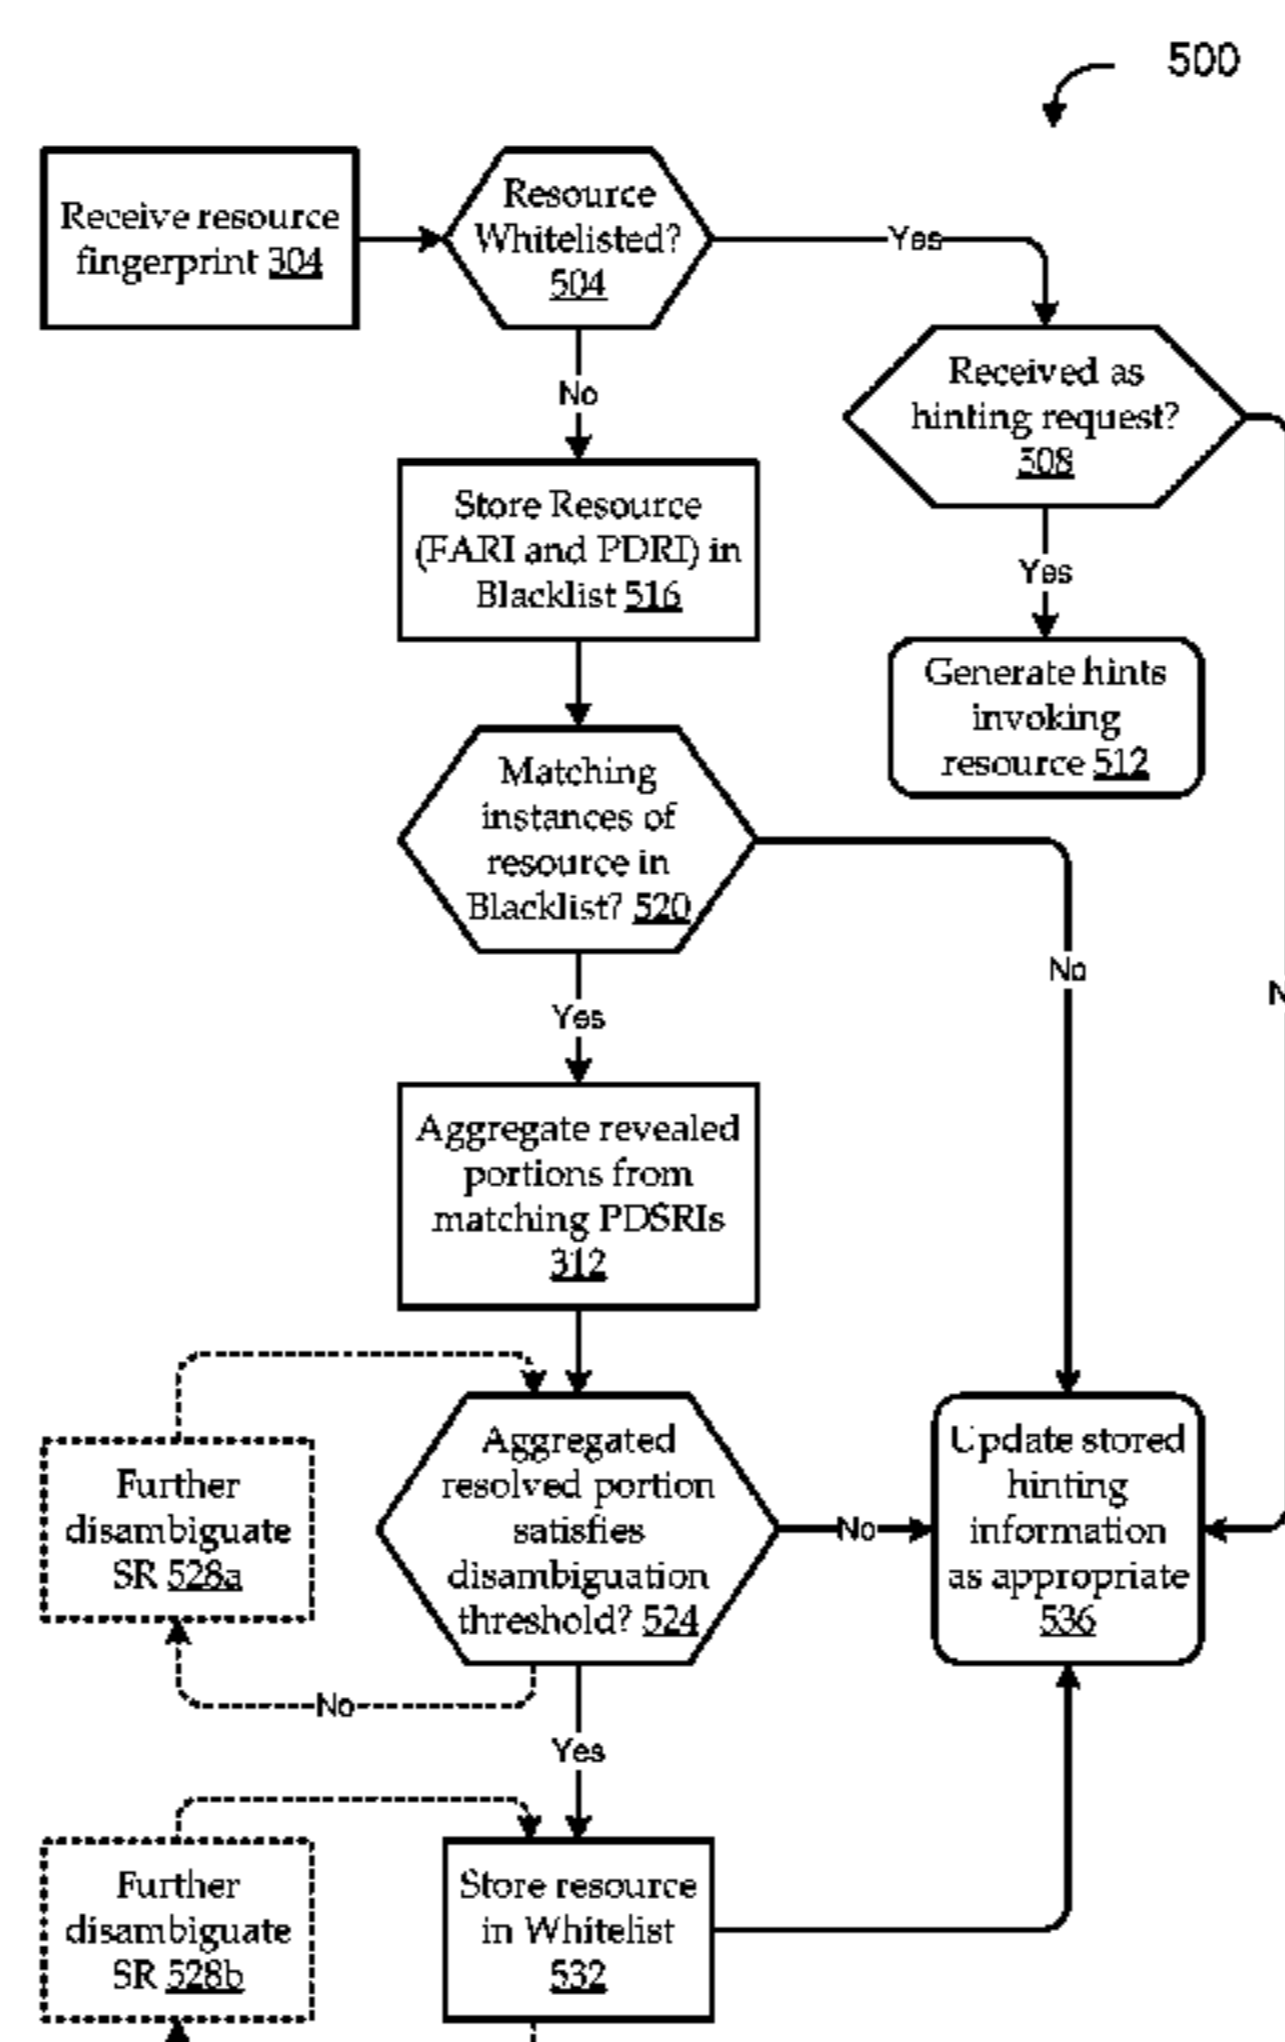 500
Receive resource
fingerprint 304
Resource
Whitelisted?
504
Yes
No
Received as
hinting request?
508
Yes
Store Resource
(FARI and PDRI) in
Blacklist 516
Generate hints
invoking
resource 512
Matching
instances of
resource in
Blacklist? 520
No
Yes
Aggregate revealed
portions from
matching PDSRIs
312
Further
disambiguate
SR 528a
Aggregated
resolved portion
satisfies
disambiguation
threshold? 524
No
Update stored
hinting
information
as appropriate
536
No
Yes
Further
disambiguate
SR 528b
Store resource
in Whitelist
532